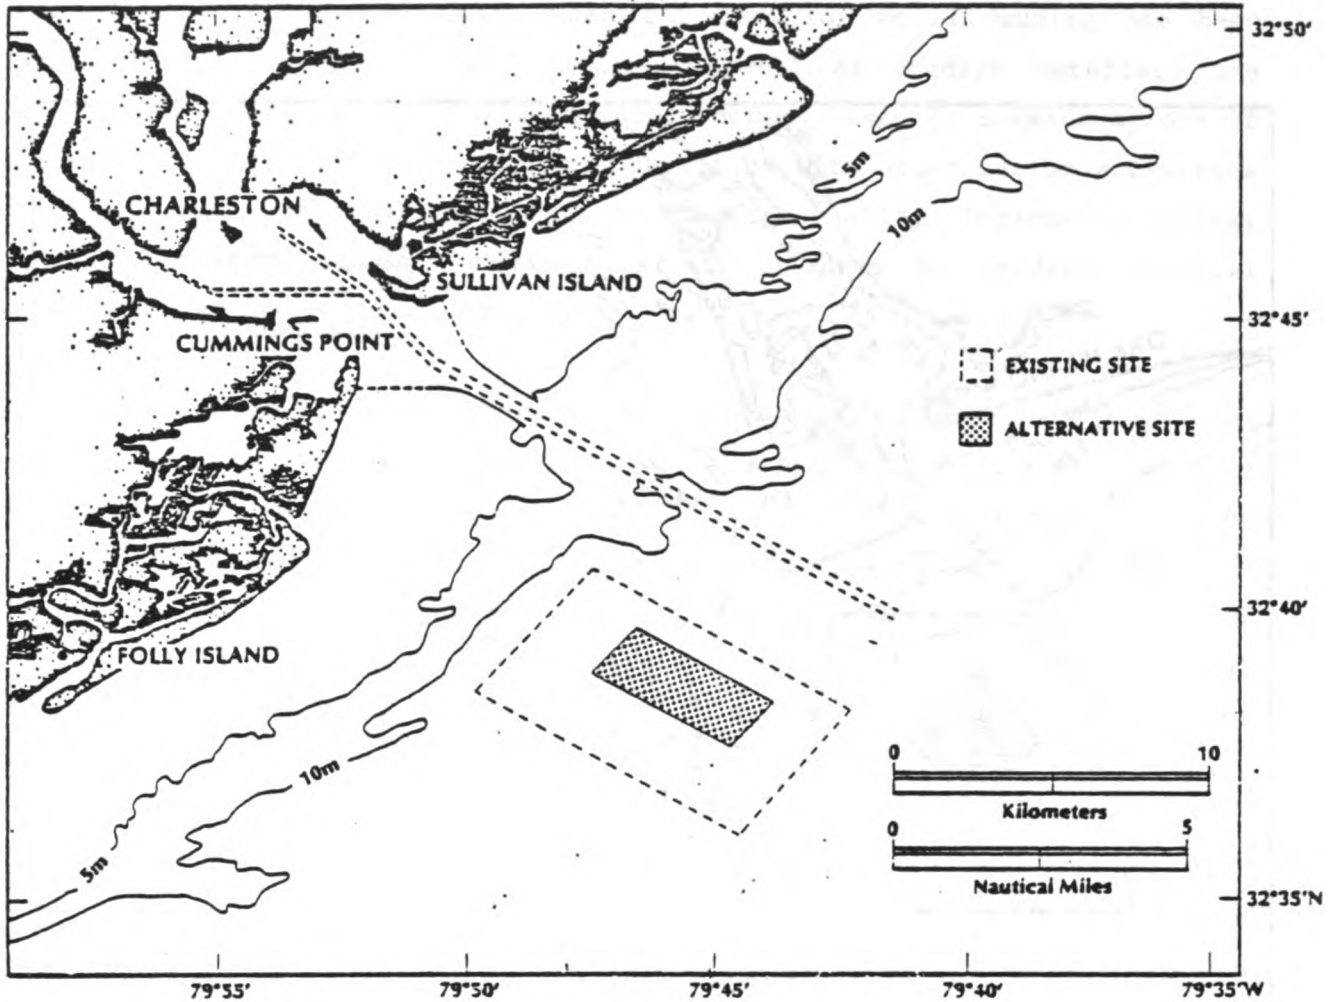 32°50′
5m
CHARLESTON
10m
SULLIVAN ISLAND
32°45′
CUMMINGS POINT
EXISTING SITE
ALTERNATIVE SITE
32°40′
FOLLY ISLAND
0 10
Kilometers
10m
0 5
5m
Nautical Miles
32°35′N
79°55′ 79°50′ 79°45′ 79°40′ 79°35′W